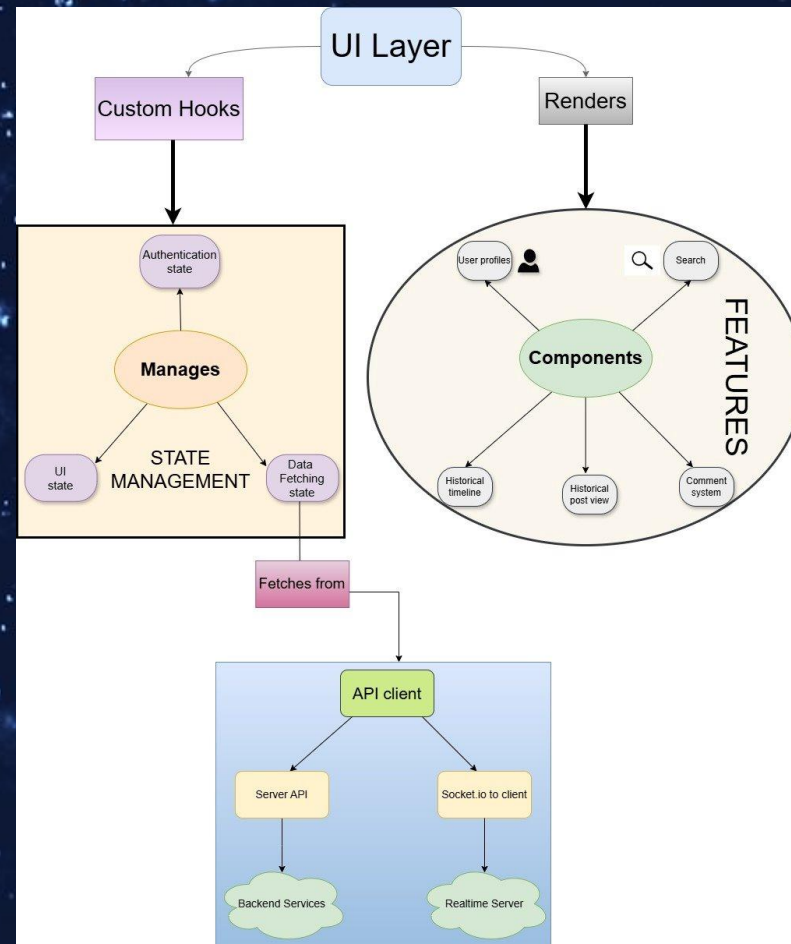 UI Layer
Custom Hooks
Renders
Authentication
state
Manages
UI
state
STATE
MANAGEMENT
Data
Fetching
state
User profiles
Search
Components
FEATURES
Historical
timeline
Historical
post view
Comment
system
Fetches from
API client
Server API
Socket.io to client
Backend Services
Realtime Server